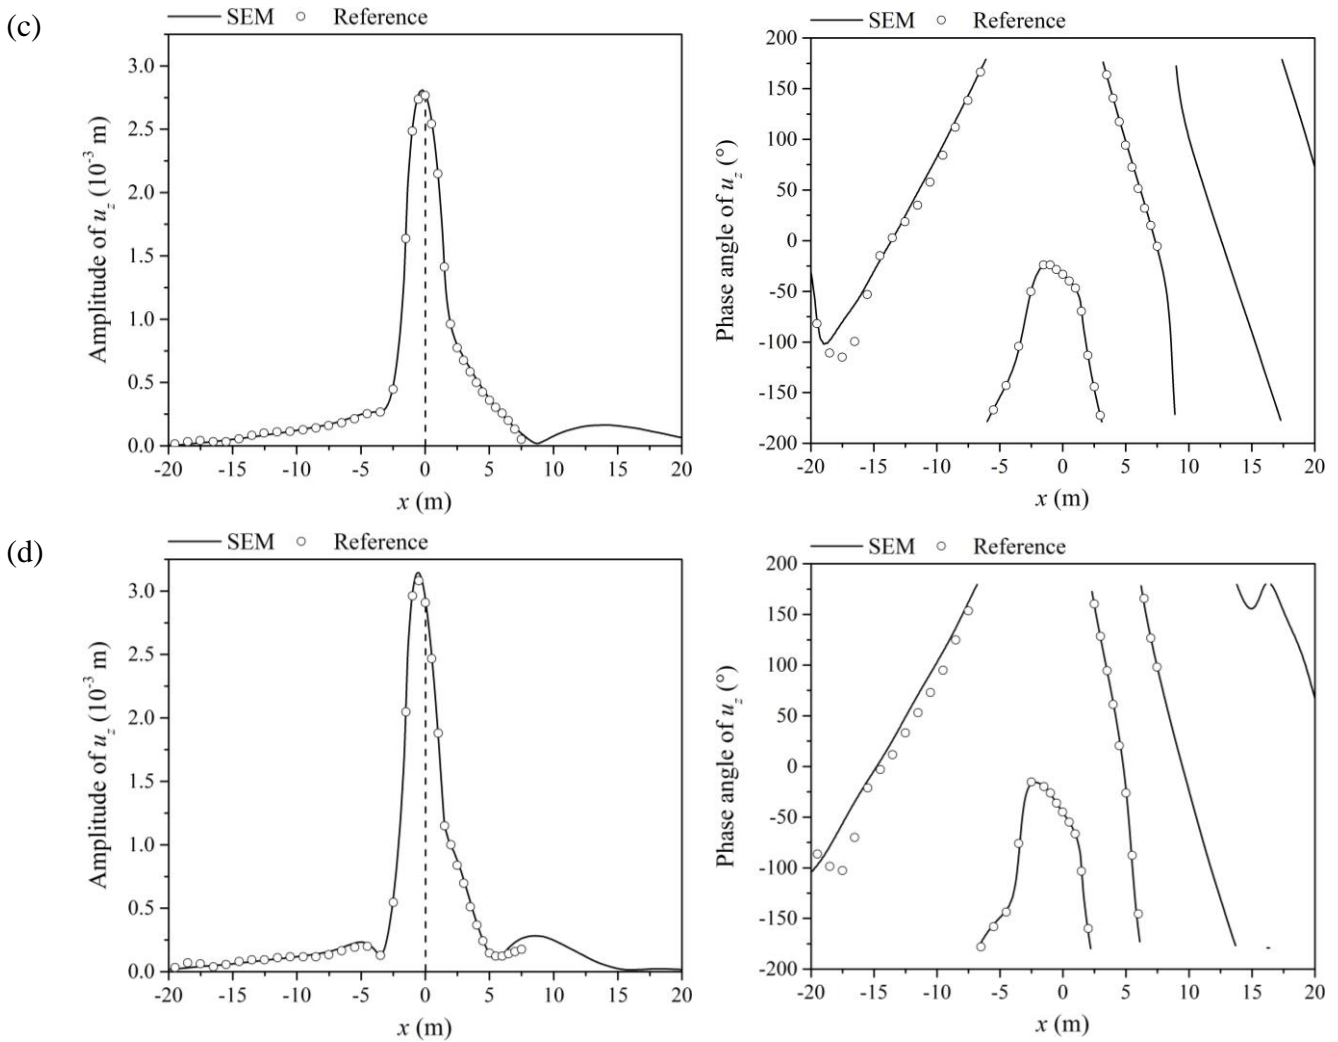 (c)
SEM Reference
Amplitude of u_z (10⁻³ m)
3.0
2.5
2.0
1.5
1.0
0.5
0.0
-20 -15 -10 -5 0 5 10 15 20
x (m)
SEM Reference
Phase angle of u_z (°)
200
150
100
50
0
-50
-100
-150
-200
-20 -15 -10 -5 0 5 10 15 20
x (m)
(d)
SEM Reference
Amplitude of u_z (10⁻³ m)
3.0
2.5
2.0
1.5
1.0
0.5
0.0
-20 -15 -10 -5 0 5 10 15 20
x (m)
SEM Reference
Phase angle of u_z (°)
200
150
100
50
0
-50
-100
-150
-200
-20 -15 -10 -5 0 5 10 15 20
x (m)